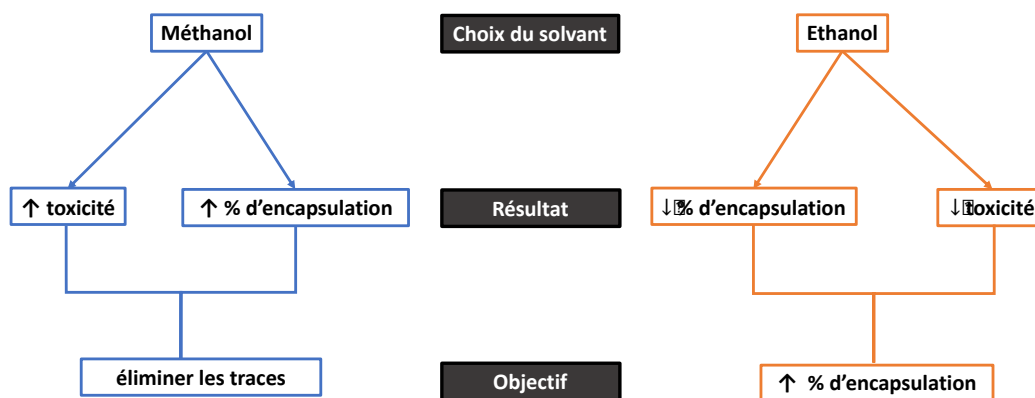 Méthanol
Choix du solvant
Ethanol
↑ toxicité
↑ % d'encapsulation
Résultat
↓ % d'encapsulation
↓ toxicité
éliminer les traces
Objectif
↑ % d'encapsulation